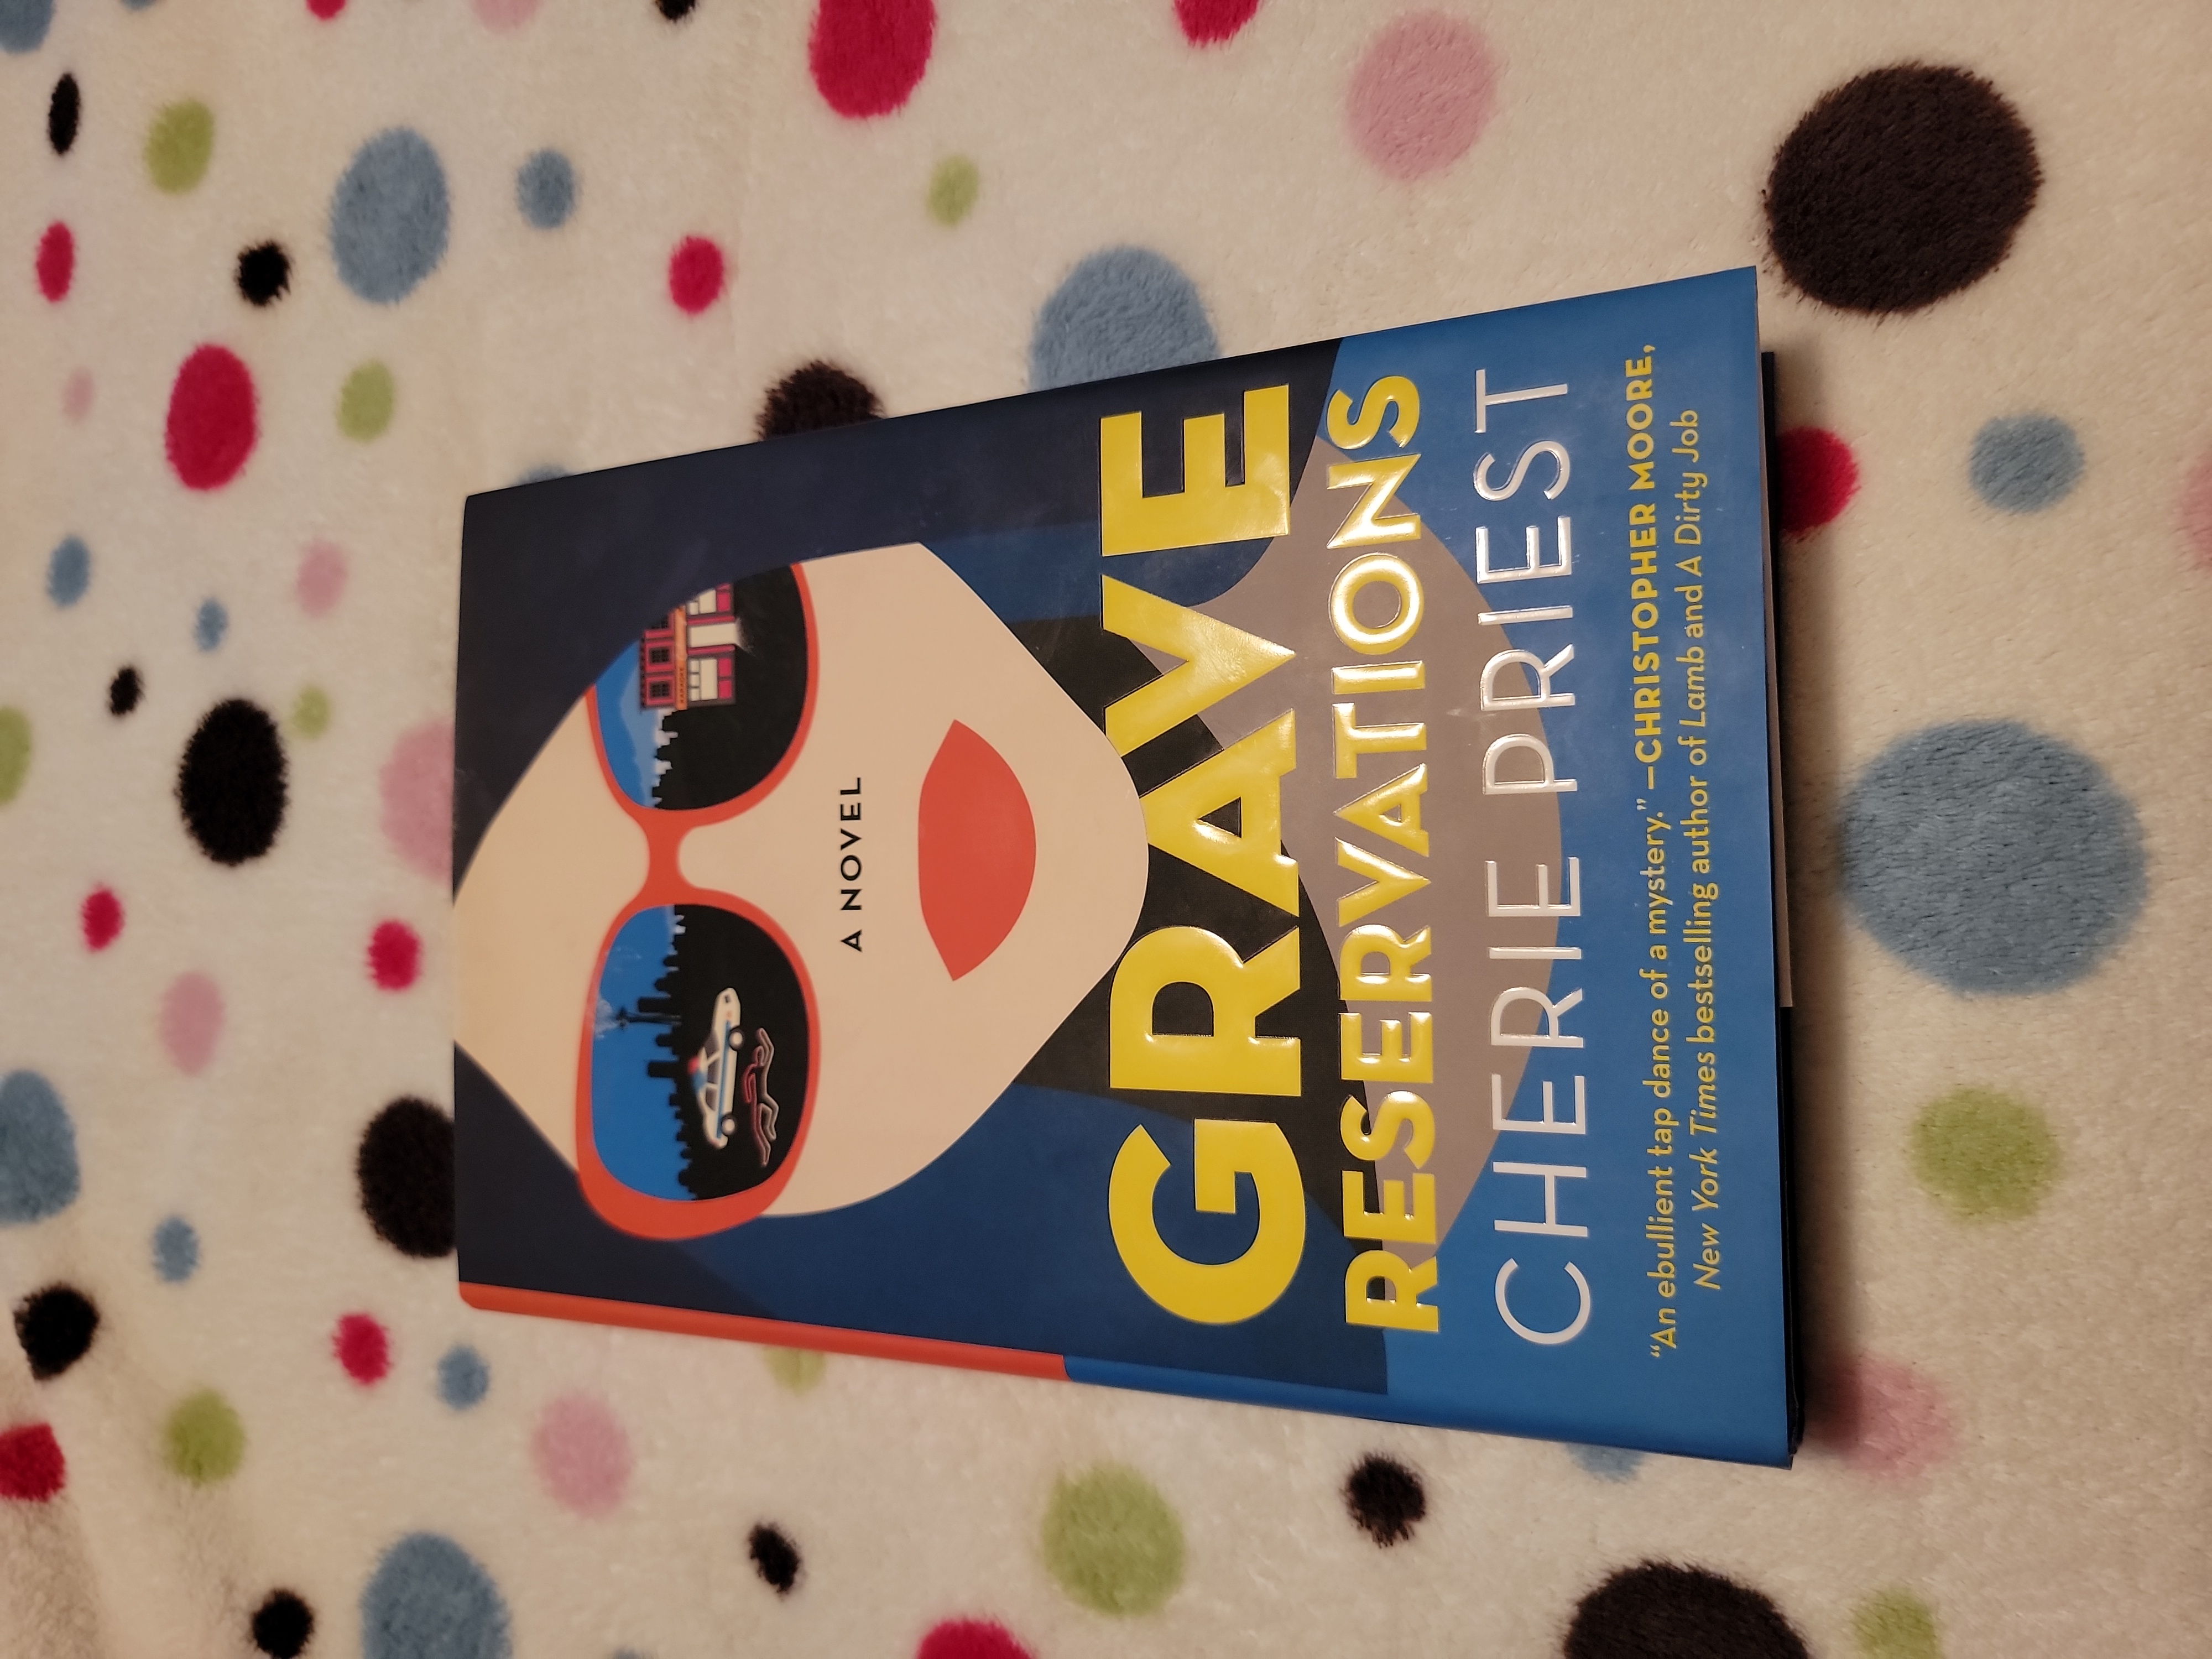 A NOVEL
GRAVE
RESERVATIONS
CHERIE PRIEST
“An ebullient tap dance of a mystery.” —CHRISTOPHER MOORE,
New York Times bestselling author of Lamb and A Dirty Job